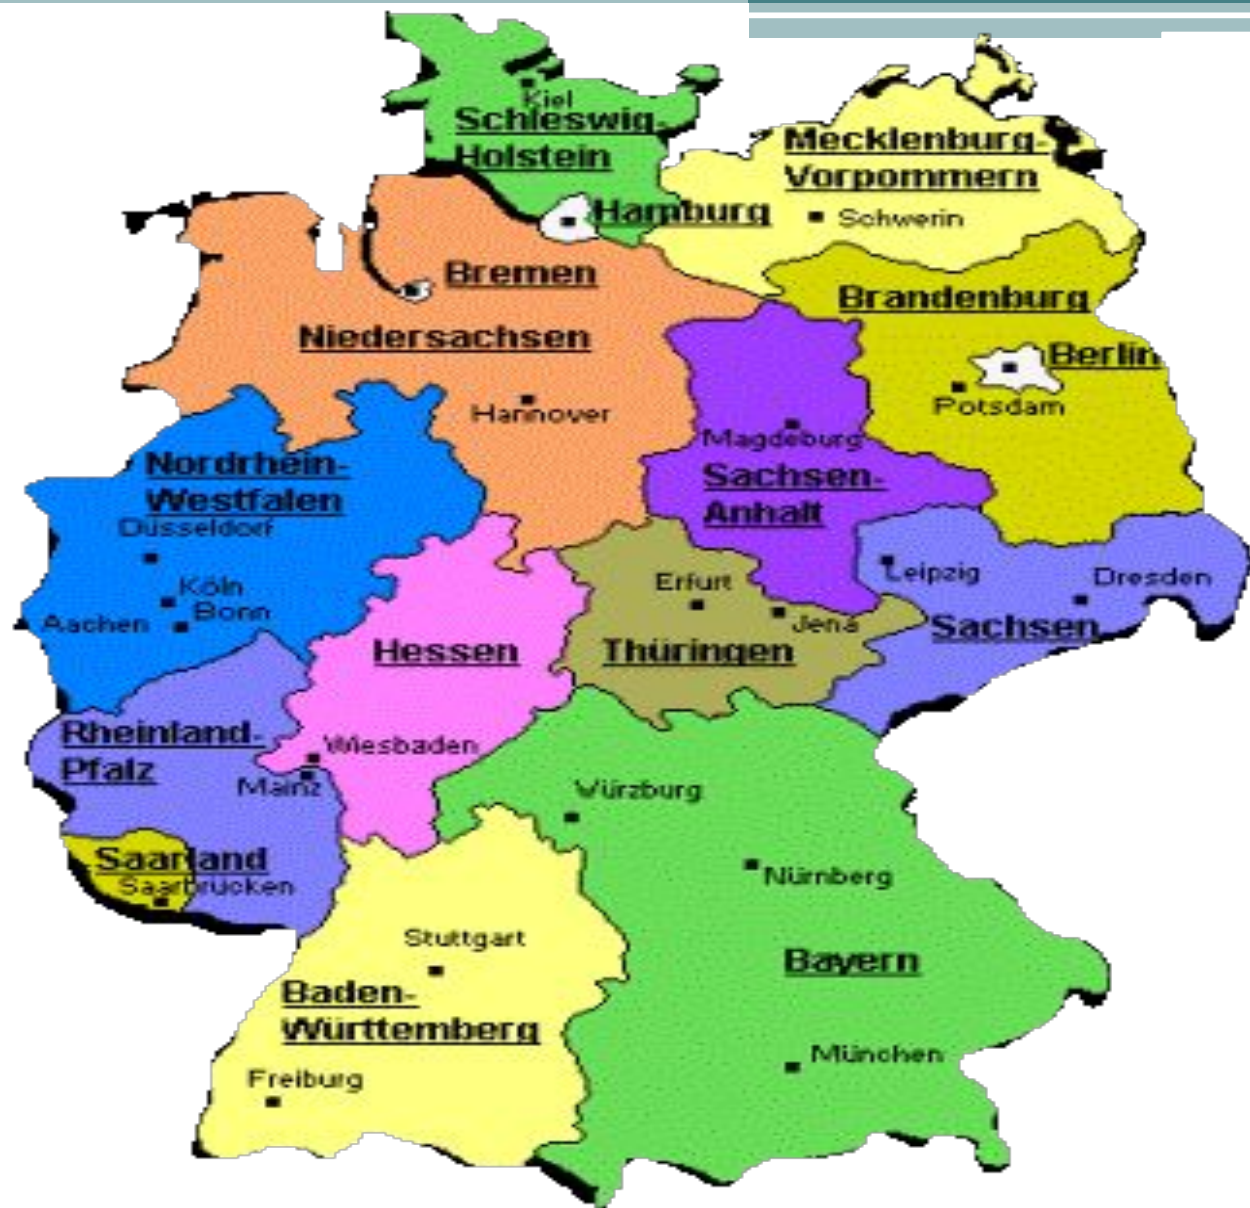 Kiel
Schleswig-
Holstein
Mecklenburg-
Vorpommern
Hamburg
Schwerin
Bremen
Brandenburg
Niedersachsen
Berlin
Potsdam
Hannover
Magdeburg
Nordrhein-
Westfalen
Sachsen-
Anhalt
Düsseldorf
Leipzig
Dresden
Erfurt
Köln
Bonn
Aachen
Jena
Sachsen
Hessen
Thüringen
Rheinland-
Pfalz
Wiesbaden
Mainz
Würzburg
Saarland
Saarbrücken
Nürnberg
Stuttgart
Bayern
Baden-
Württemberg
München
Freiburg